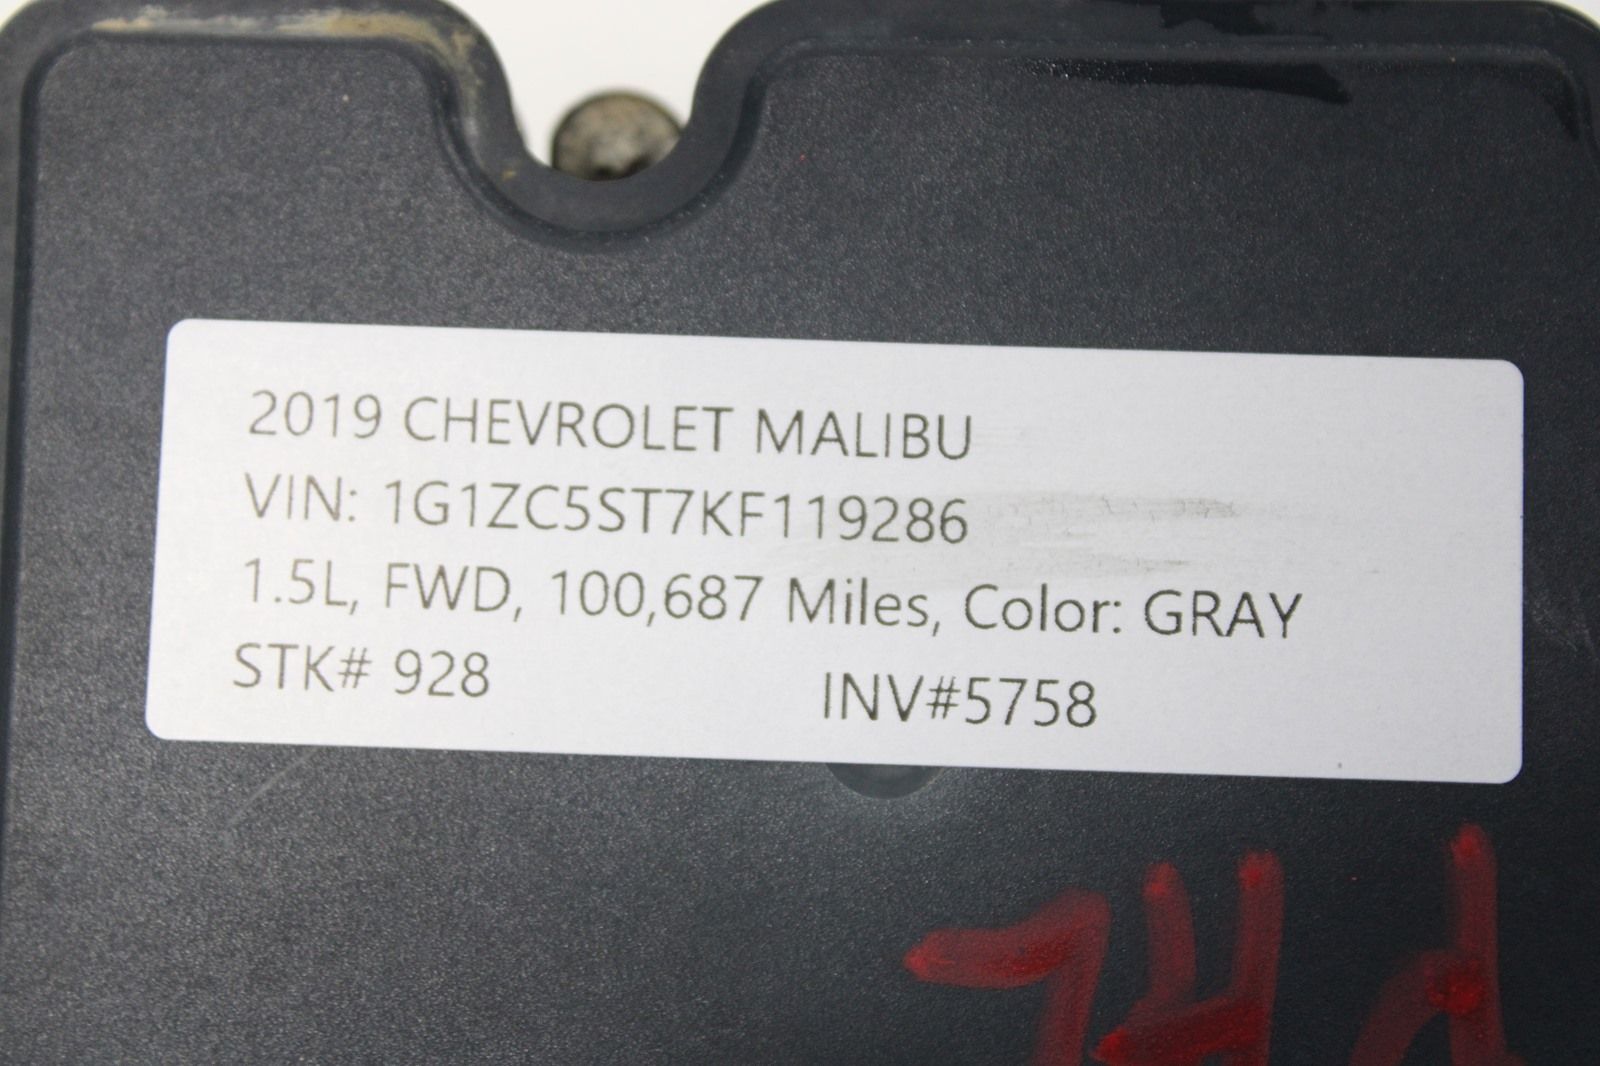 2019 CHEVROLET MALIBU
VIN: 1G1ZC5ST7KF119286
1.5L, FWD, 100,687 Miles, Color: GRAY
STK# 928 INV#5758